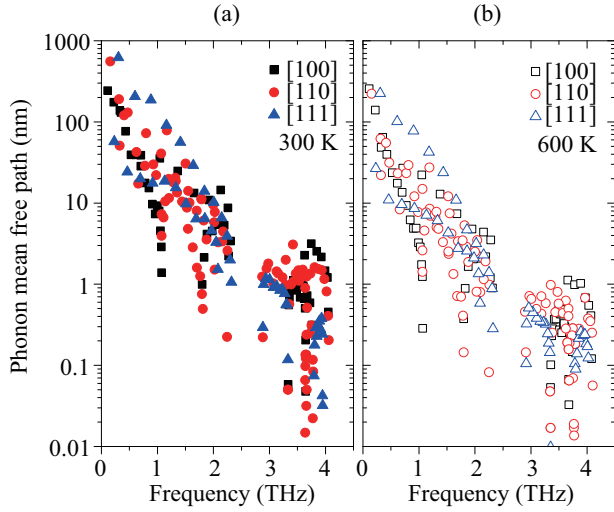 (a)
(b)
Phonon mean free path (nm)
1000
100
10
1
0.1
0.01
[100]
[110]
[111]
300 K
[100]
[110]
[111]
600 K
0 1 2 3 4
0 1 2 3 4
Frequency (THz)
Frequency (THz)